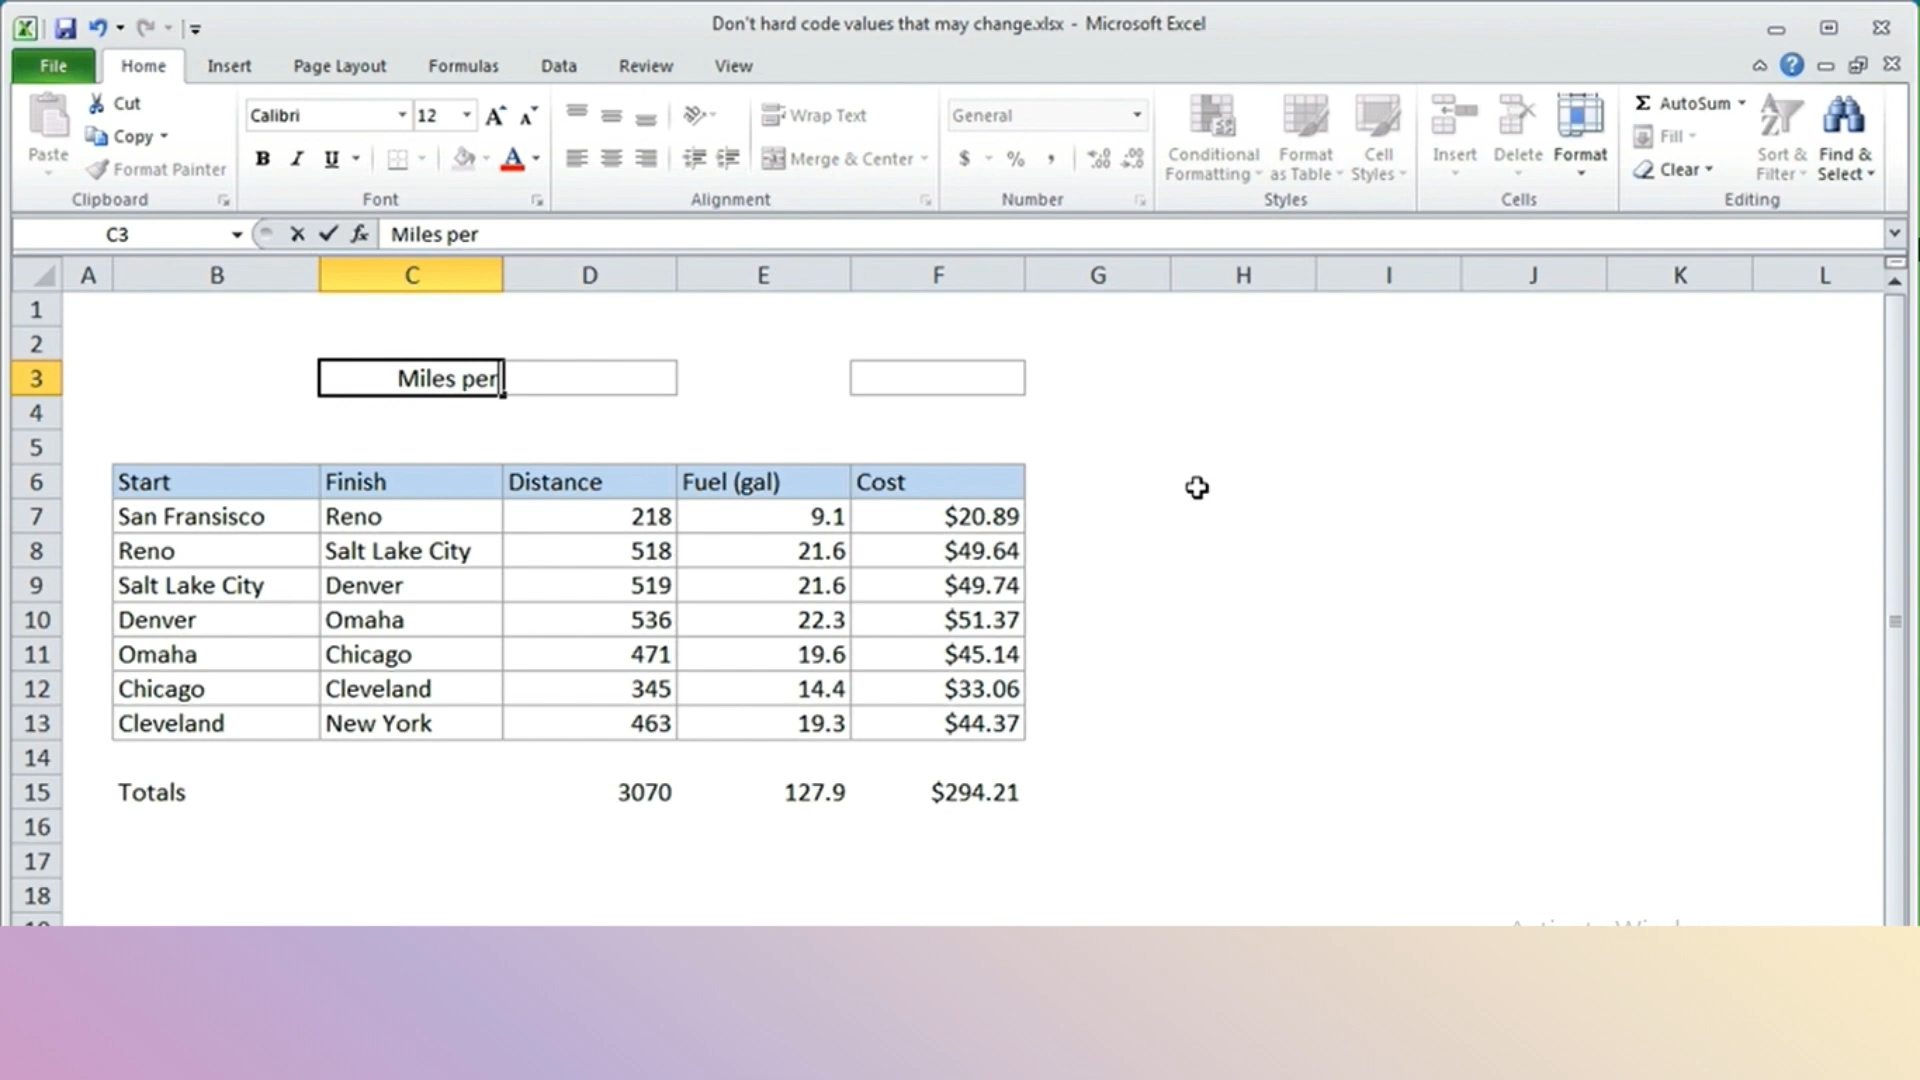 Don't hard code values that may change.xlsx - Microsoft Excel
File Home Insert Page Layout Formulas Data Review View
Paste
Cut
Copy
Format Painter
Clipboard
Calibri 12
B I U
Font
Wrap Text
Merge & Center
Alignment
General
$ % ,
Number
Conditional Formatting
Format as Table
Cell Styles
Styles
Insert Delete Format
Cells
Σ AutoSum
Fill
Clear
Sort & Filter
Find & Select
Editing
C3 fx Miles per
A B C D E F G H I J K L
1
2
3 Miles per
4
5
6 Start Finish Distance Fuel (gal) Cost
7 San Fransisco Reno 218 9.1 $20.89
8 Reno Salt Lake City 518 21.6 $49.64
9 Salt Lake City Denver 519 21.6 $49.74
10 Denver Omaha 536 22.3 $51.37
11 Omaha Chicago 471 19.6 $45.14
12 Chicago Cleveland 345 14.4 $33.06
13 Cleveland New York 463 19.3 $44.37
14
15 Totals 3070 127.9 $294.21
16
17
18